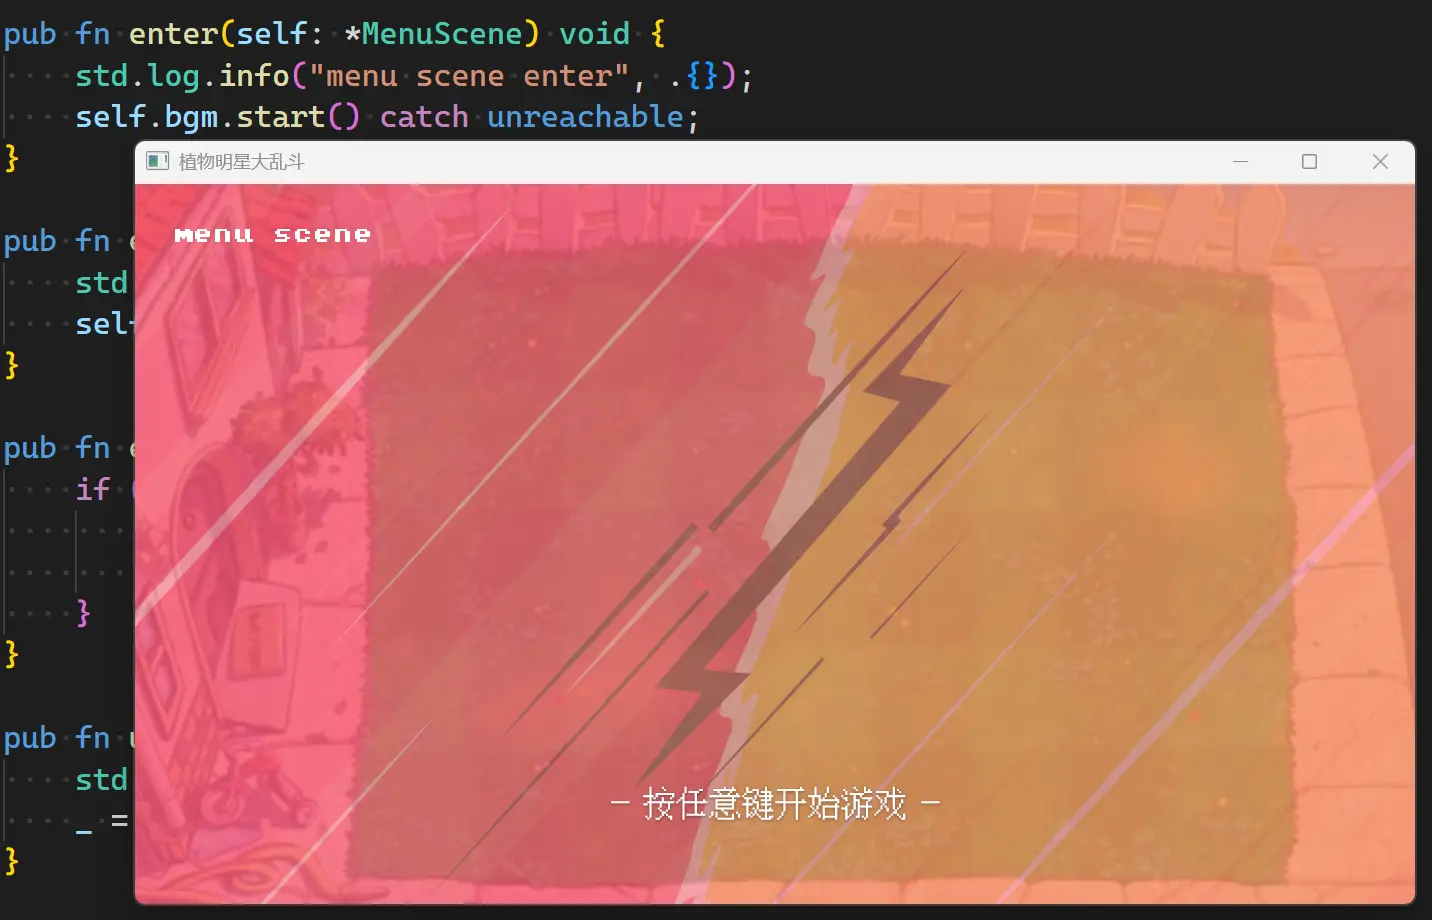 pub fn enter(self: *MenuScene) void {
std.log.info("menu scene enter", .{});
self.bgm.start() catch unreachable;
}
植物明星大乱斗
menu scene
pub fn
std
self
}
pub fn
if
}
}
pub fn
std
_ =
}
- 按任意键开始游戏 -